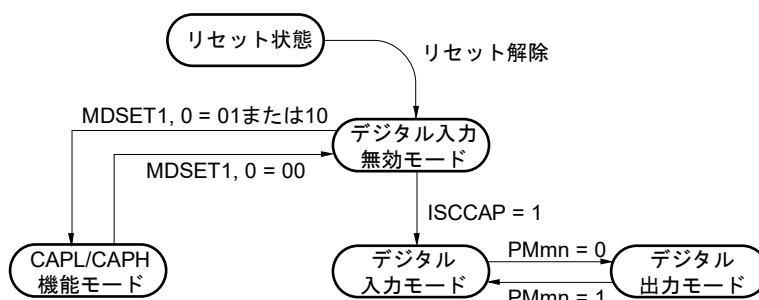 リセット状態
リセット解除
MDSET1, 0 = 01または10
デジタル入力
無効モード
MDSET1, 0 = 00
ISCCAP = 1
CAPL/CAPH
機能モード
デジタル
入力モード
PMmn = 0
PMmn = 1
デジタル
出力モード